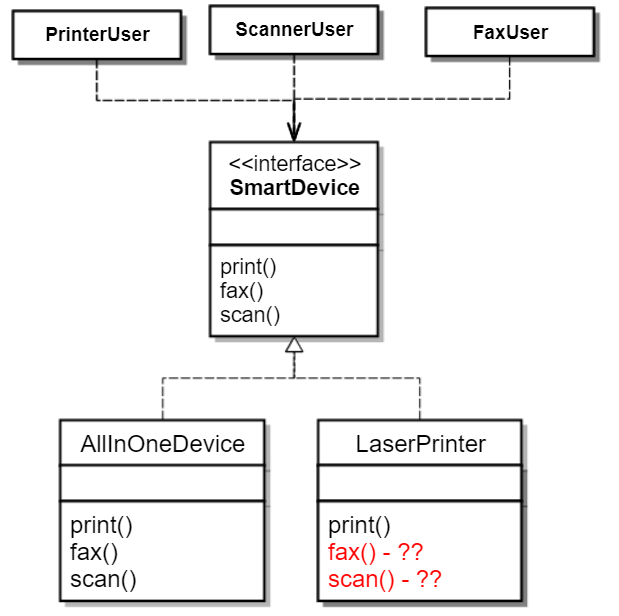 PrinterUser
ScannerUser
FaxUser
<<interface>>
SmartDevice
print()
fax()
scan()
AllInOneDevice
print()
fax()
scan()
LaserPrinter
print()
fax() - ??
scan() - ??